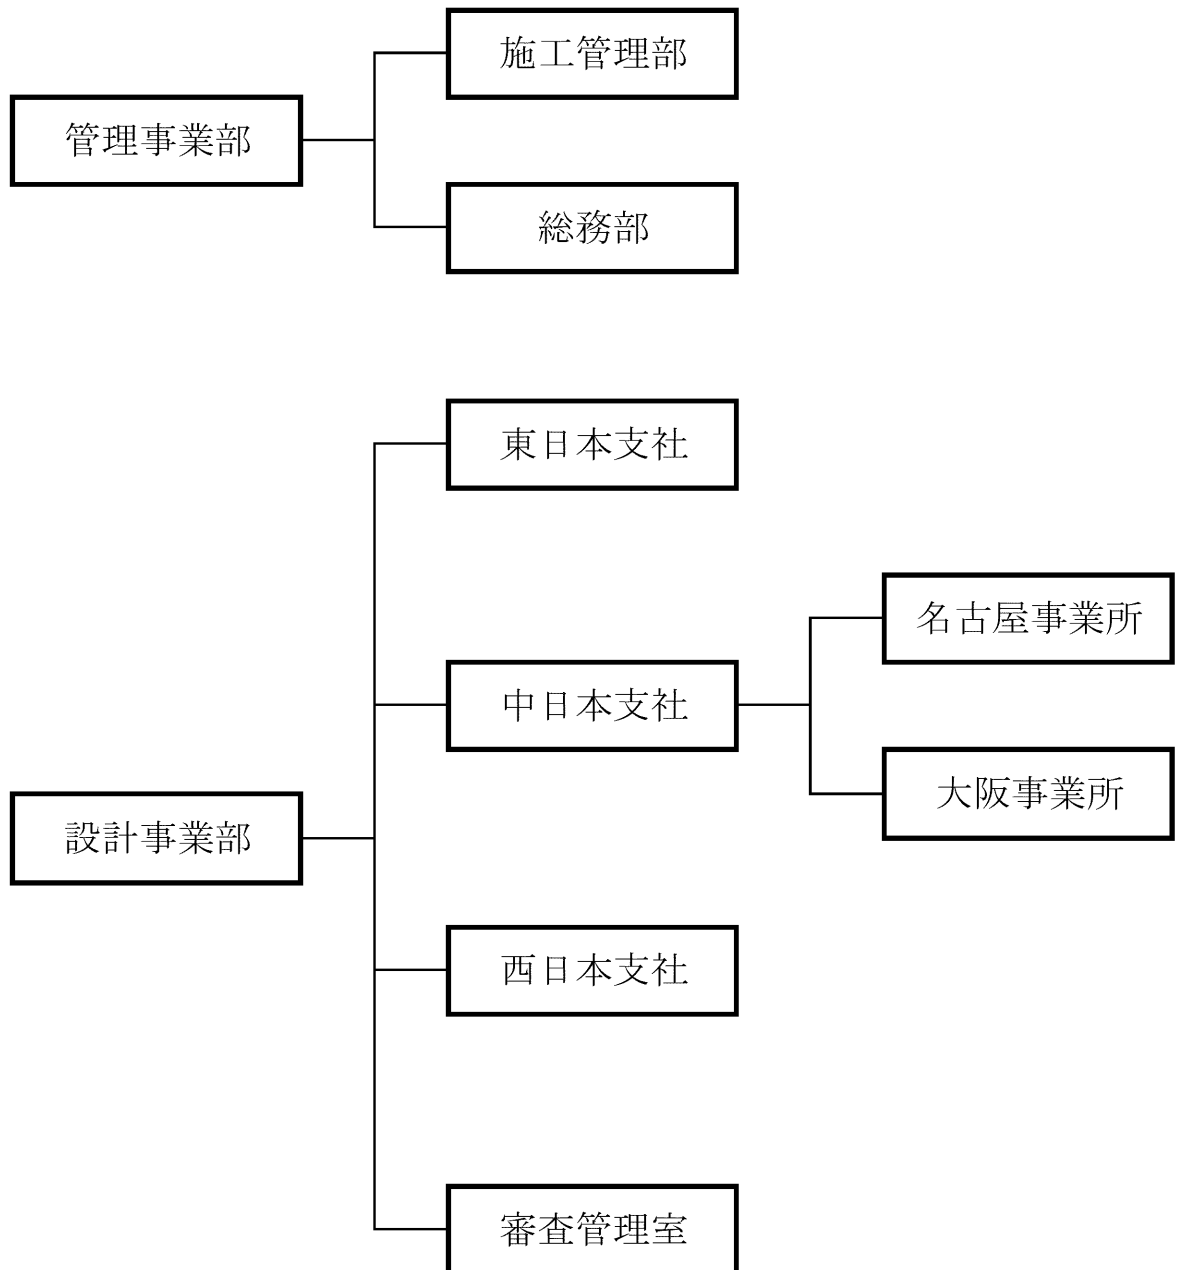 管理事業部
施工管理部
総務部
設計事業部
東日本支社
中日本支社
名古屋事業所
大阪事業所
西日本支社
審査管理室